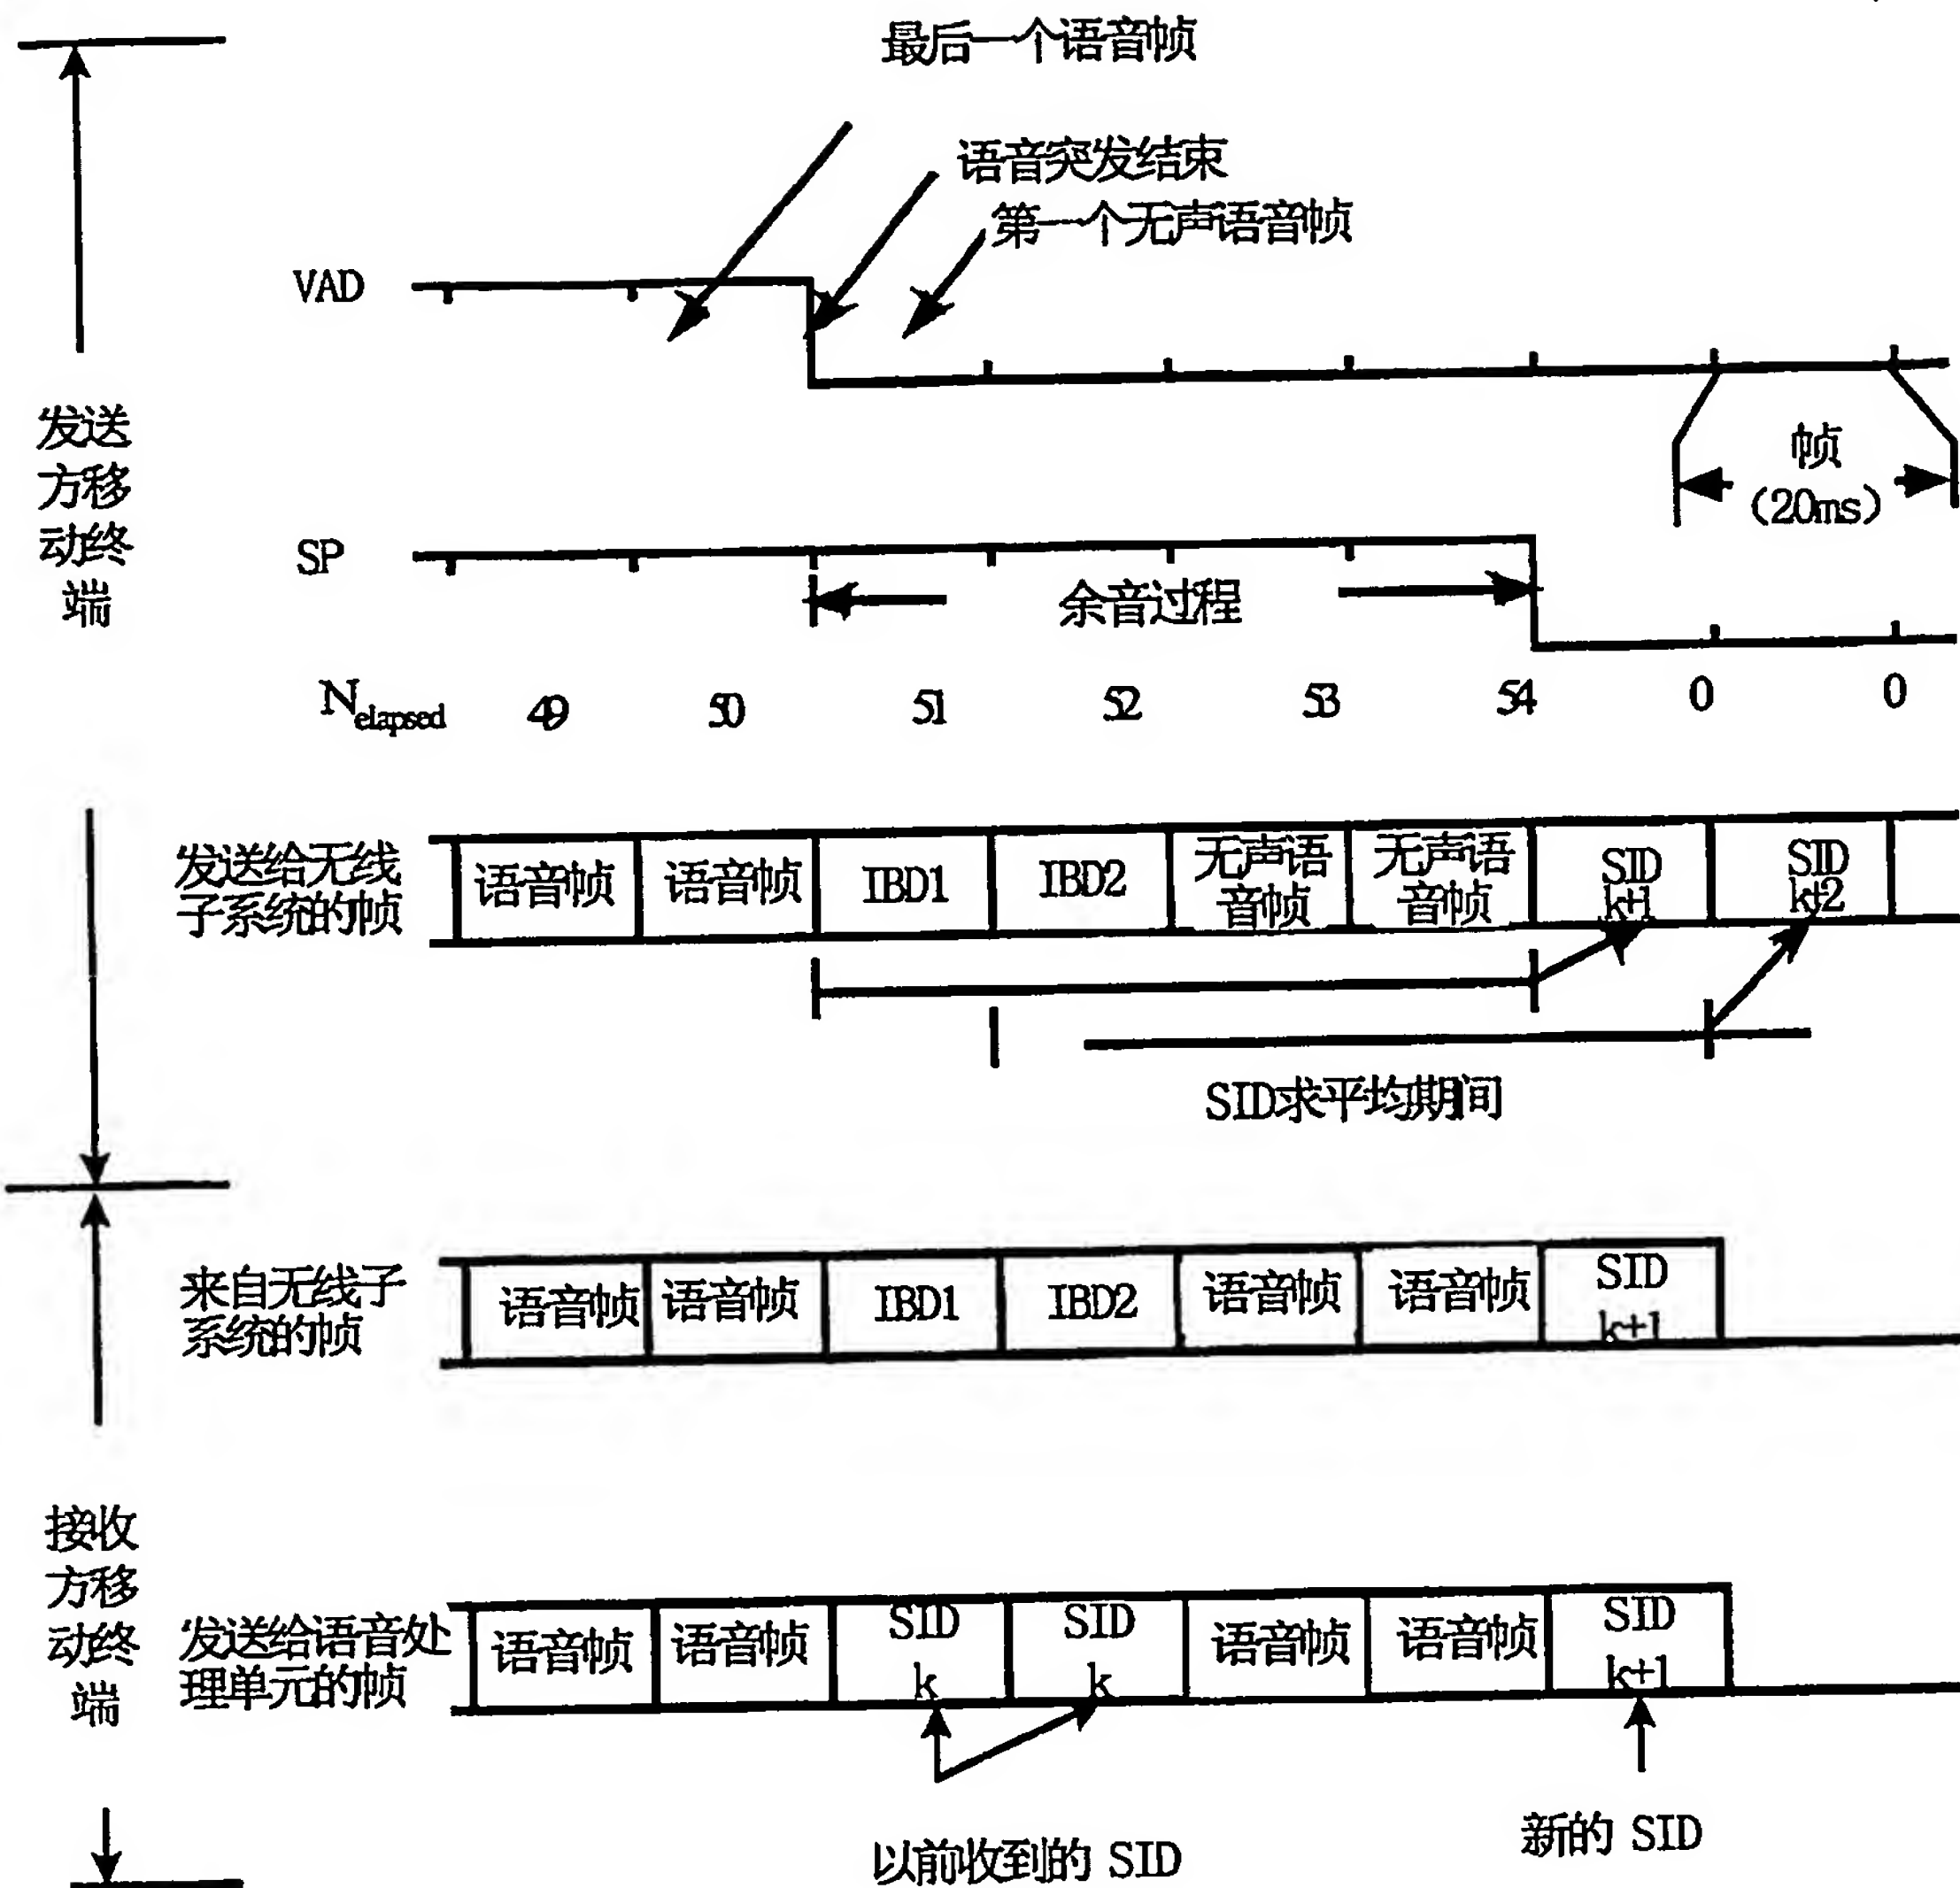 最后一个语音帧
语音突发结束
第一个无声语音帧
VAD
发送
方移
动终
端
帧
(20ms)
SP
余音过程
Nelapsed 49 50 51 52 53 54 0 0
发送给无线
子系统的帧
语音帧 语音帧 IBD1 IBD2 无声语
音帧 无声语
音帧 SID
k+1 SID
k+2
SID求平均期间
来自无线子
系统的帧
语音帧 语音帧 IBD1 IBD2 语音帧 语音帧 SID
k+1
接收
方移
动终
端
发送给语音处
理单元的帧
语音帧 语音帧 SID
k SID
k 语音帧 语音帧 SID
k+1
以前收到的 SID
新的 SID